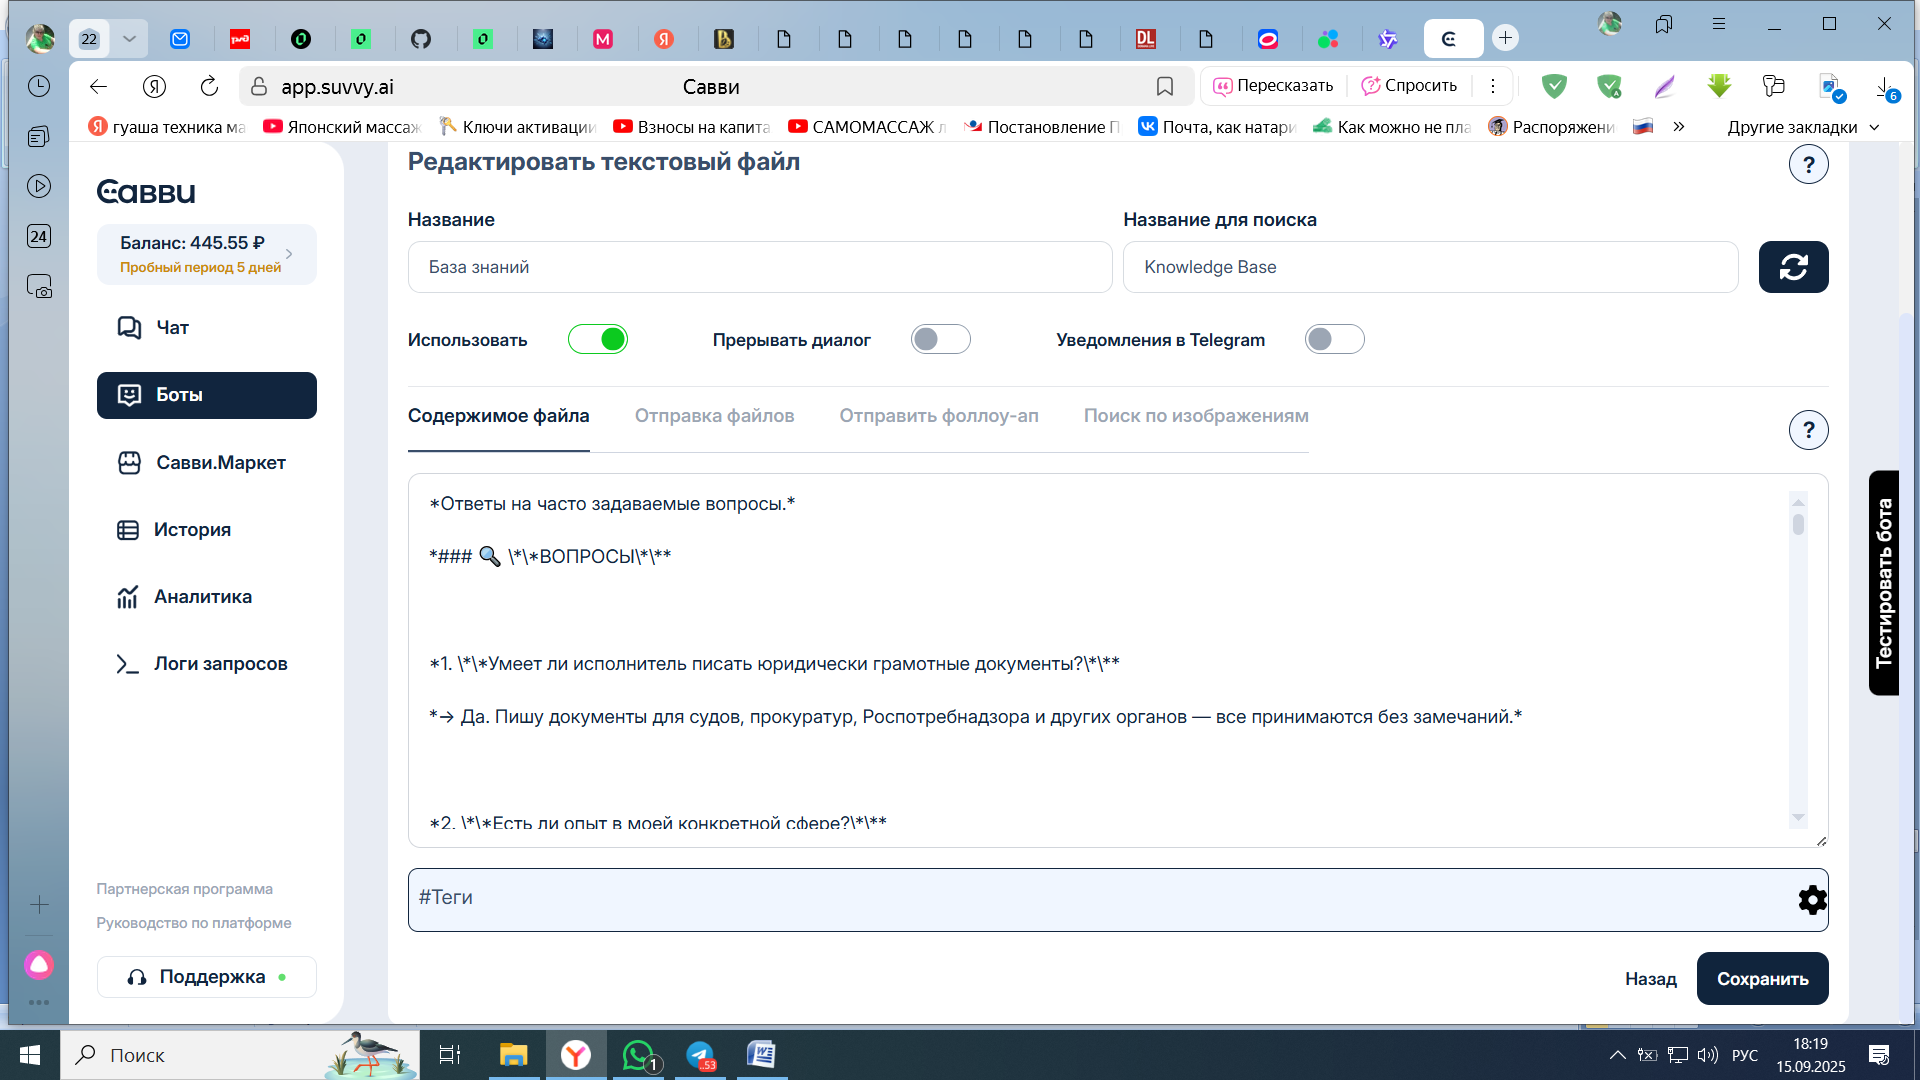 22
app.suvvy.ai
Савви
Пересказать
Спросить
6
гуаша техника ма
Японский массаж
Ключи активации
Взносы на капита
САМОМАССАЖ л
Постановление П
Почта, как натари
Как можно не пла
Распоряжени
»
Другие закладки
24
Савви
Баланс: 445.55 ₽
Пробный период 5 дней
Чат
Боты
Савви.Маркет
История
Аналитика
Логи запросов
Партнерская программа
Руководство по платформе
Поддержка
Редактировать текстовый файл
?
Название
Название для поиска
База знаний
Knowledge Base
Использовать
Прерывать диалог
Уведомления в Telegram
Содержимое файла
Отправка файлов
Отправить фоллоу-ап
Поиск по изображениям
?
*Ответы на часто задаваемые вопросы.*
*### 🔍 \*\*ВОПРОСЫ\*\**
*1. \*\*Умеет ли исполнитель писать юридически грамотные документы?\*\**
*→ Да. Пишу документы для судов, прокуратур, Роспотребнадзора и других органов — все принимаются без замечаний.*
*2. \*\*Есть ли опыт в моей конкретной сфере?\*\**
#Теги
Назад
Сохранить
Тестировать бота
Поиск
1
53
РУС
18:19
15.09.2025